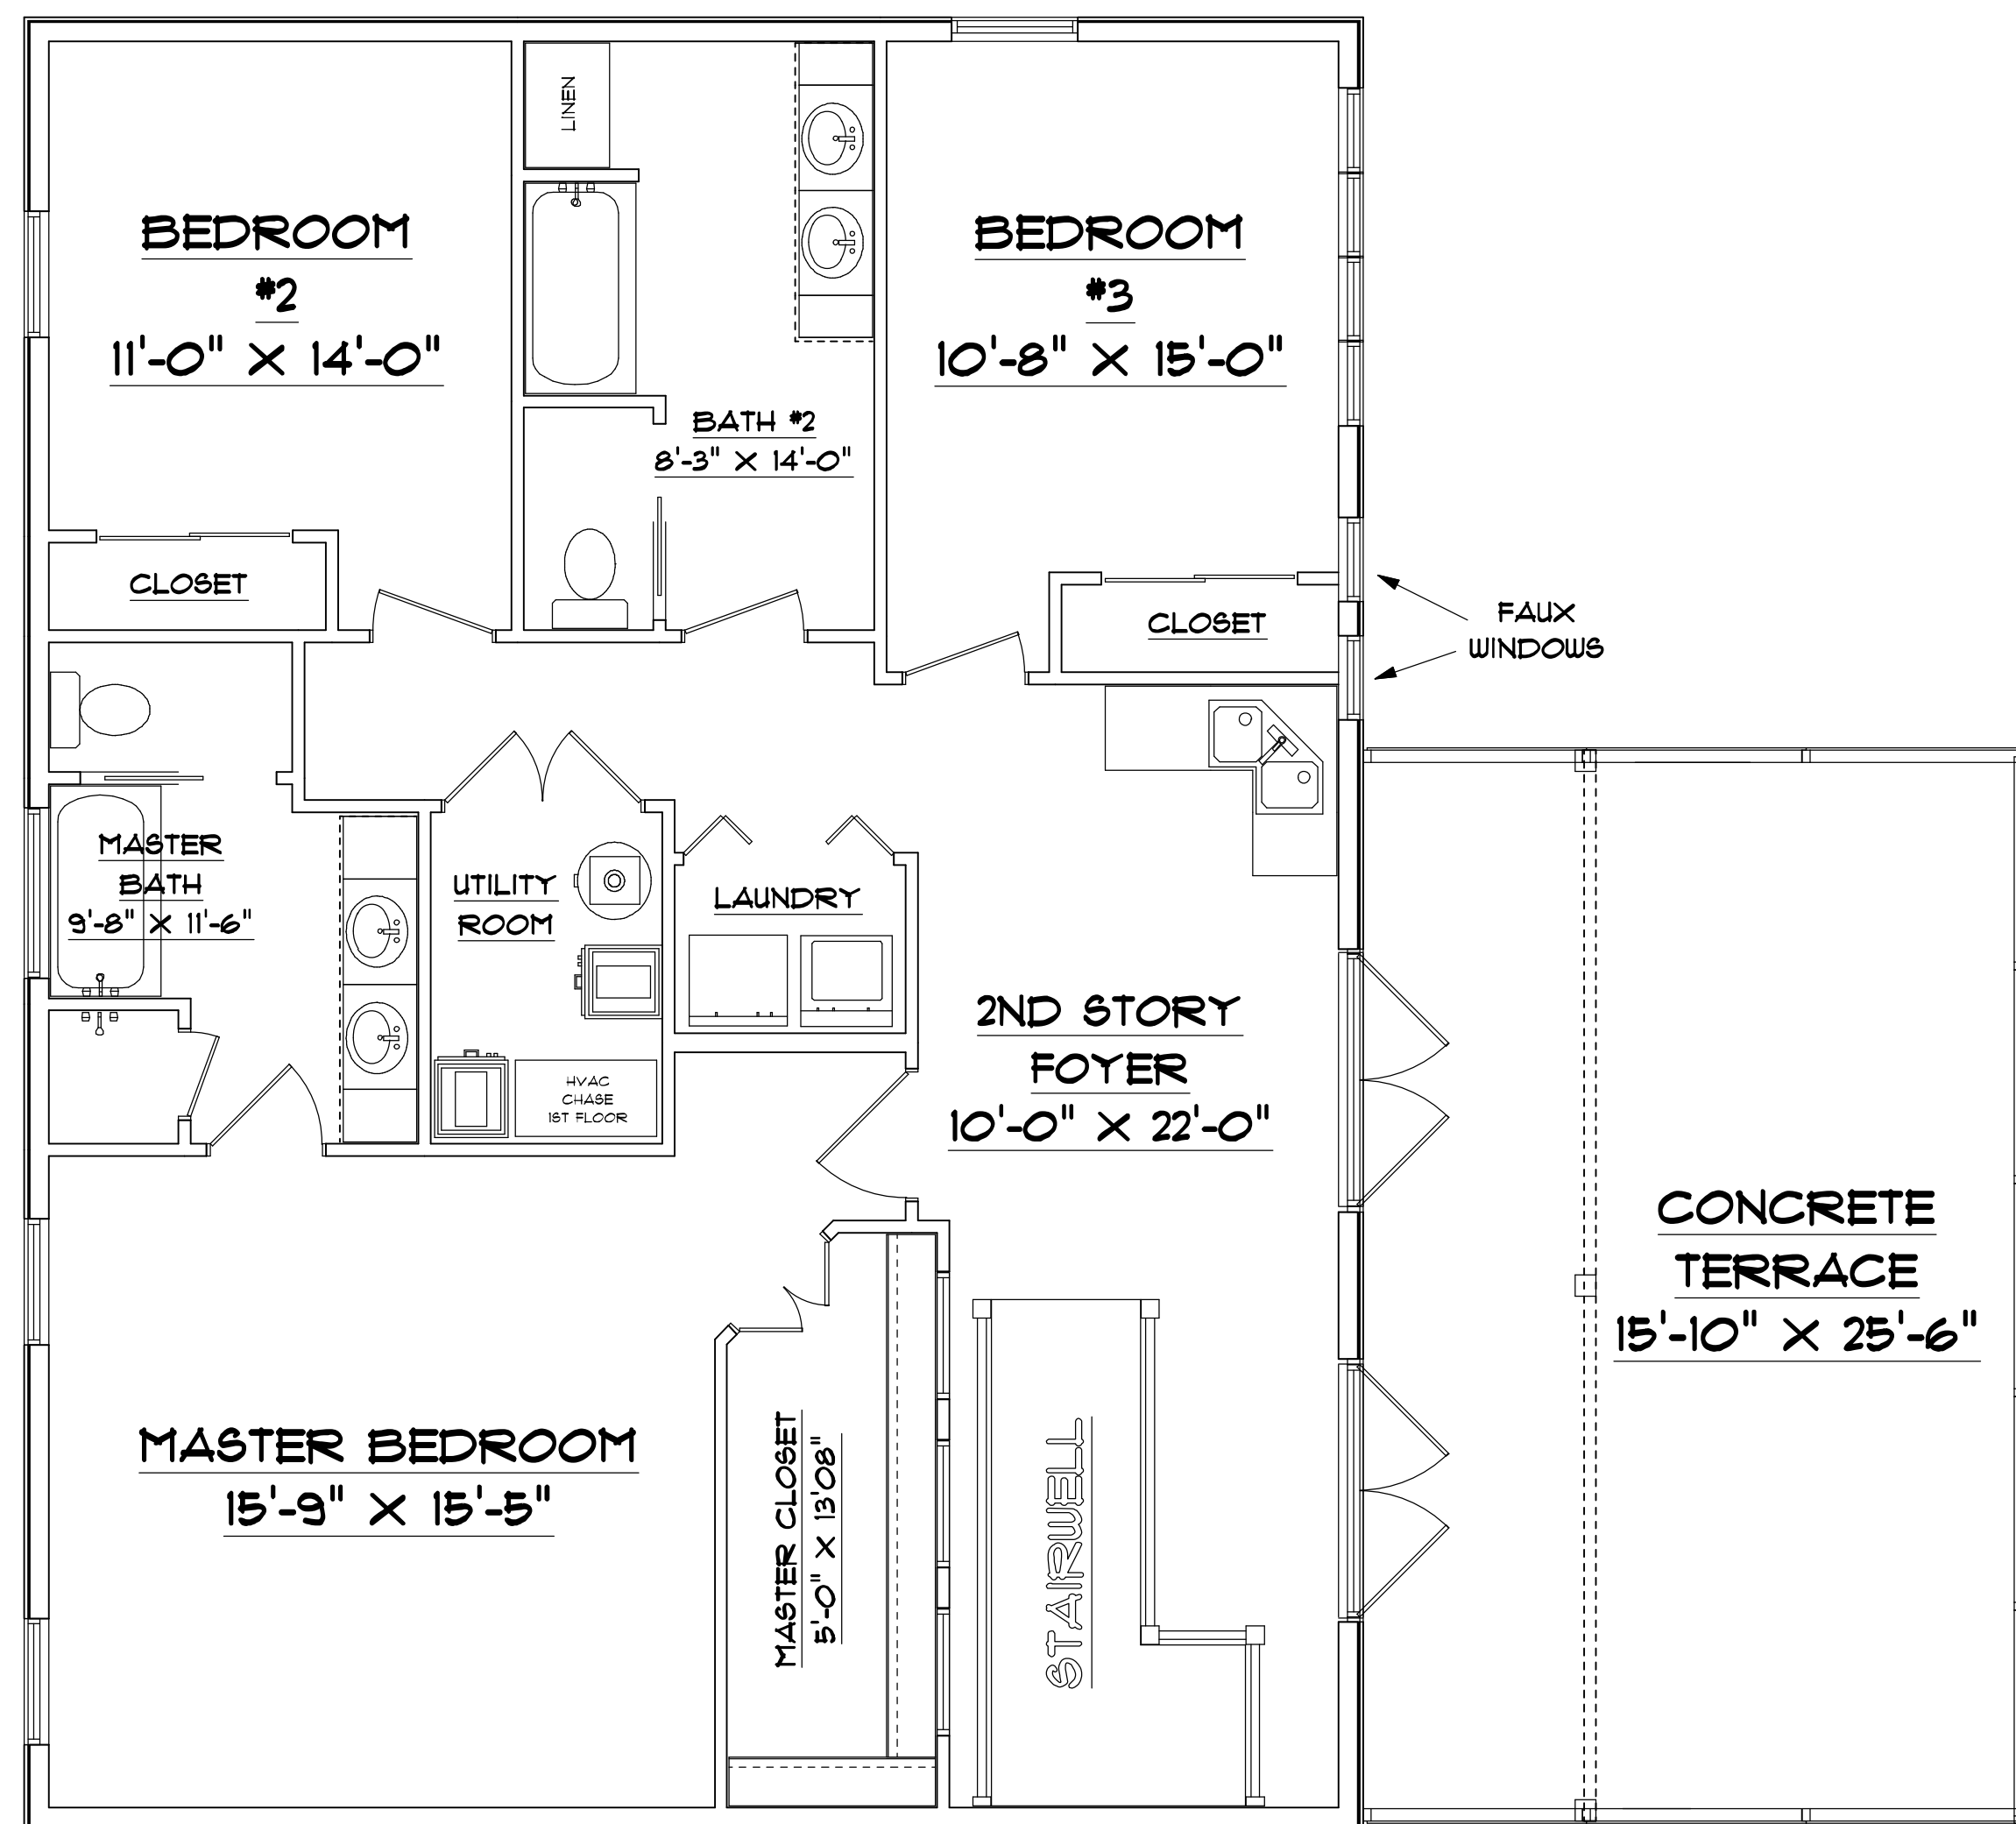 LINEN
BEDROOM
#2
11'-0" X 14'-0"
BEDROOM
#3
10'-8" X 15'-0"
BATH #2
8'-3" X 14'-0"
CLOSET
CLOSET
FAUX
WINDOWS
MASTER
BATH
9'-8" X 11'-6"
UTILITY
ROOM
LAUNDRY
HVAC
CHASE
1ST FLOOR
2ND STORY
FOYER
10'-0" X 22'-0"
CONCRETE
TERRACE
15'-10" X 25'-6"
MASTER BEDROOM
15'-9" X 15'-5"
MASTER CLOSET
5'-0" X 13'08"
STAIRWELL